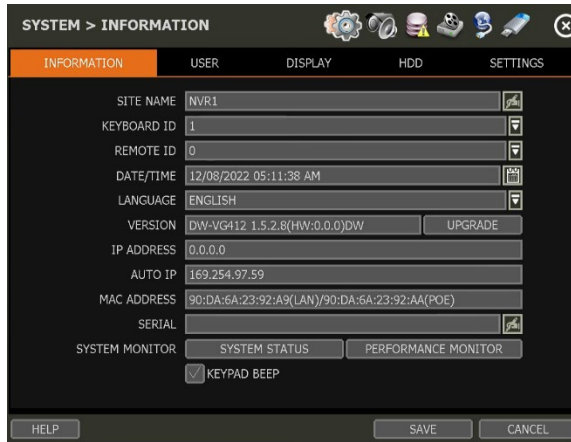 SYSTEM > INFORMATION
INFORMATION USER DISPLAY HDD SETTINGS
SITE NAME NVR1
KEYBOARD ID 1
REMOTE ID 0
DATE/TIME 12/08/2022 05:11:38 AM
LANGUAGE ENGLISH
VERSION DW-VG412 1.5.2.8(HW:0.0.0)DW UPGRADE
IP ADDRESS 0.0.0.0
AUTO IP 169.254.97.59
MAC ADDRESS 90:DA:6A:23:92:A9(LAN)/90:DA:6A:23:92:AA(POE)
SERIAL
SYSTEM MONITOR SYSTEM STATUS PERFORMANCE MONITOR
KEYPAD BEEP
HELP SAVE CANCEL